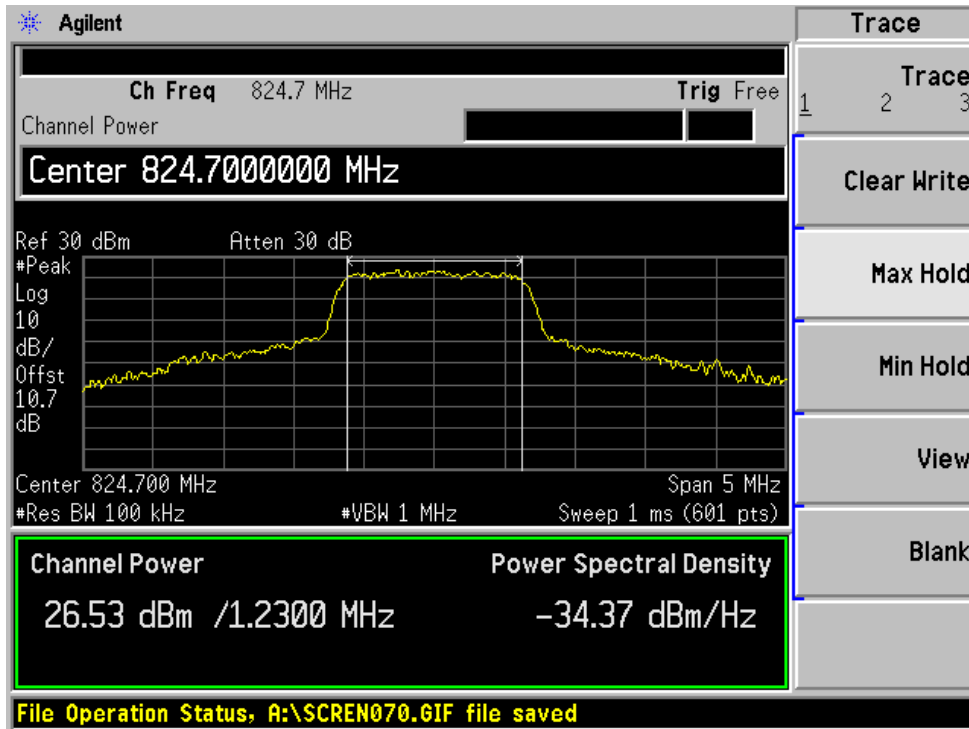 Agilent
Ch Freq 824.7 MHz Trig Free
Channel Power
Center 824.7000000 MHz
Ref 30 dBm Atten 30 dB
#Peak
Log
10
dB/
Offst
10.7
dB
Center 824.700 MHz Span 5 MHz
#Res BW 100 kHz #VBW 1 MHz Sweep 1 ms (601 pts)
Channel Power Power Spectral Density
26.53 dBm /1.2300 MHz -34.37 dBm/Hz
File Operation Status, A:\SCREN070.GIF file saved
Trace
Trace
1 2 3
Clear Write
Max Hold
Min Hold
View
Blank